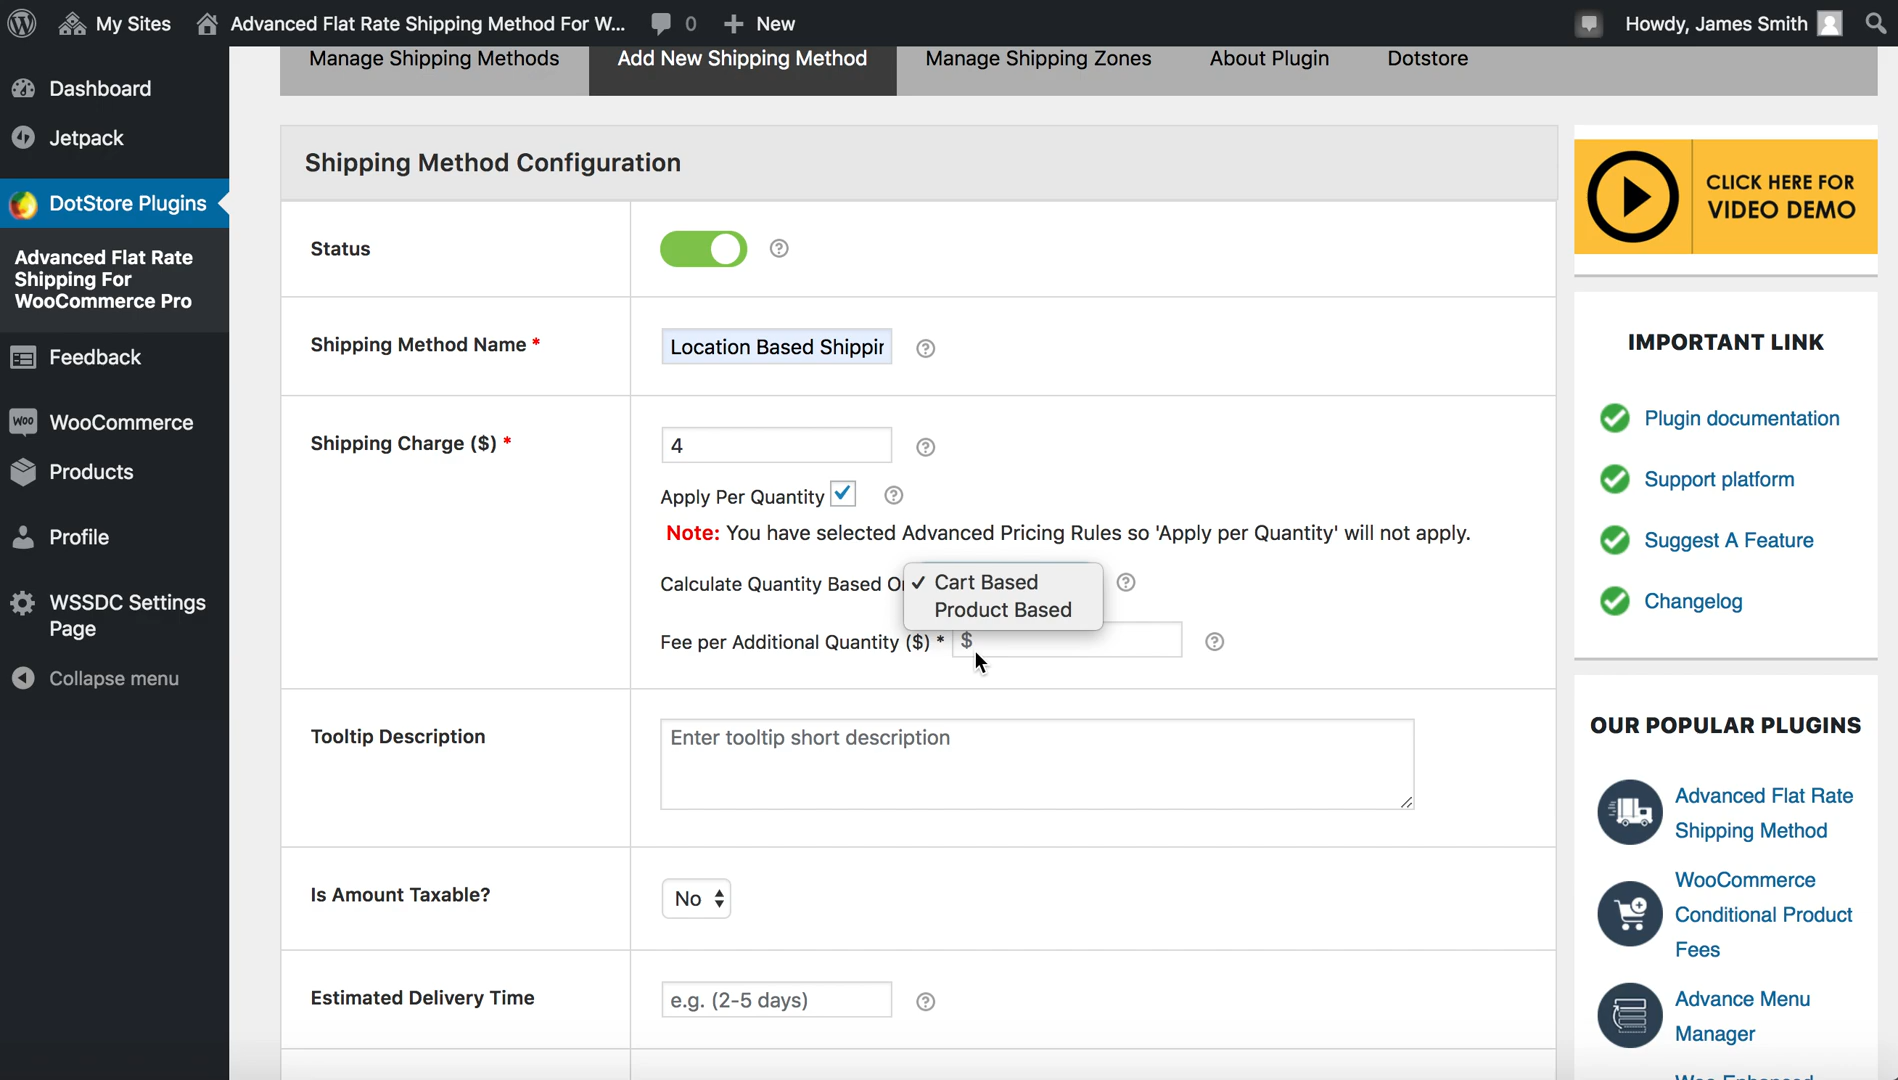 My Sites
Advanced Flat Rate Shipping Method For W...
0
New
Howdy, James Smith
Dashboard
Jetpack
DotStore Plugins
Advanced Flat Rate
Shipping For
WooCommerce Pro
Feedback
Woo
WooCommerce
Products
Profile
WSSDC Settings
Page
Collapse menu
Manage Shipping Methods
Add New Shipping Method
Manage Shipping Zones
About Plugin
Dotstore
Shipping Method Configuration
Status
?
Shipping Method Name *
Location Based Shippir
?
Shipping Charge ($) *
4
?
Apply Per Quantity
?
Note: You have selected Advanced Pricing Rules so 'Apply per Quantity' will not apply.
Calculate Quantity Based
✓ Cart Based
Product Based
?
Fee per Additional Quantity ($) *
$
?
Tooltip Description
Enter tooltip short description
Is Amount Taxable?
No
Estimated Delivery Time
e.g. (2-5 days)
?
CLICK HERE FOR
VIDEO DEMO
IMPORTANT LINK
Plugin documentation
Support platform
Suggest A Feature
Changelog
OUR POPULAR PLUGINS
Advanced Flat Rate
Shipping Method
WooCommerce
Conditional Product
Fees
Advance Menu
Manager